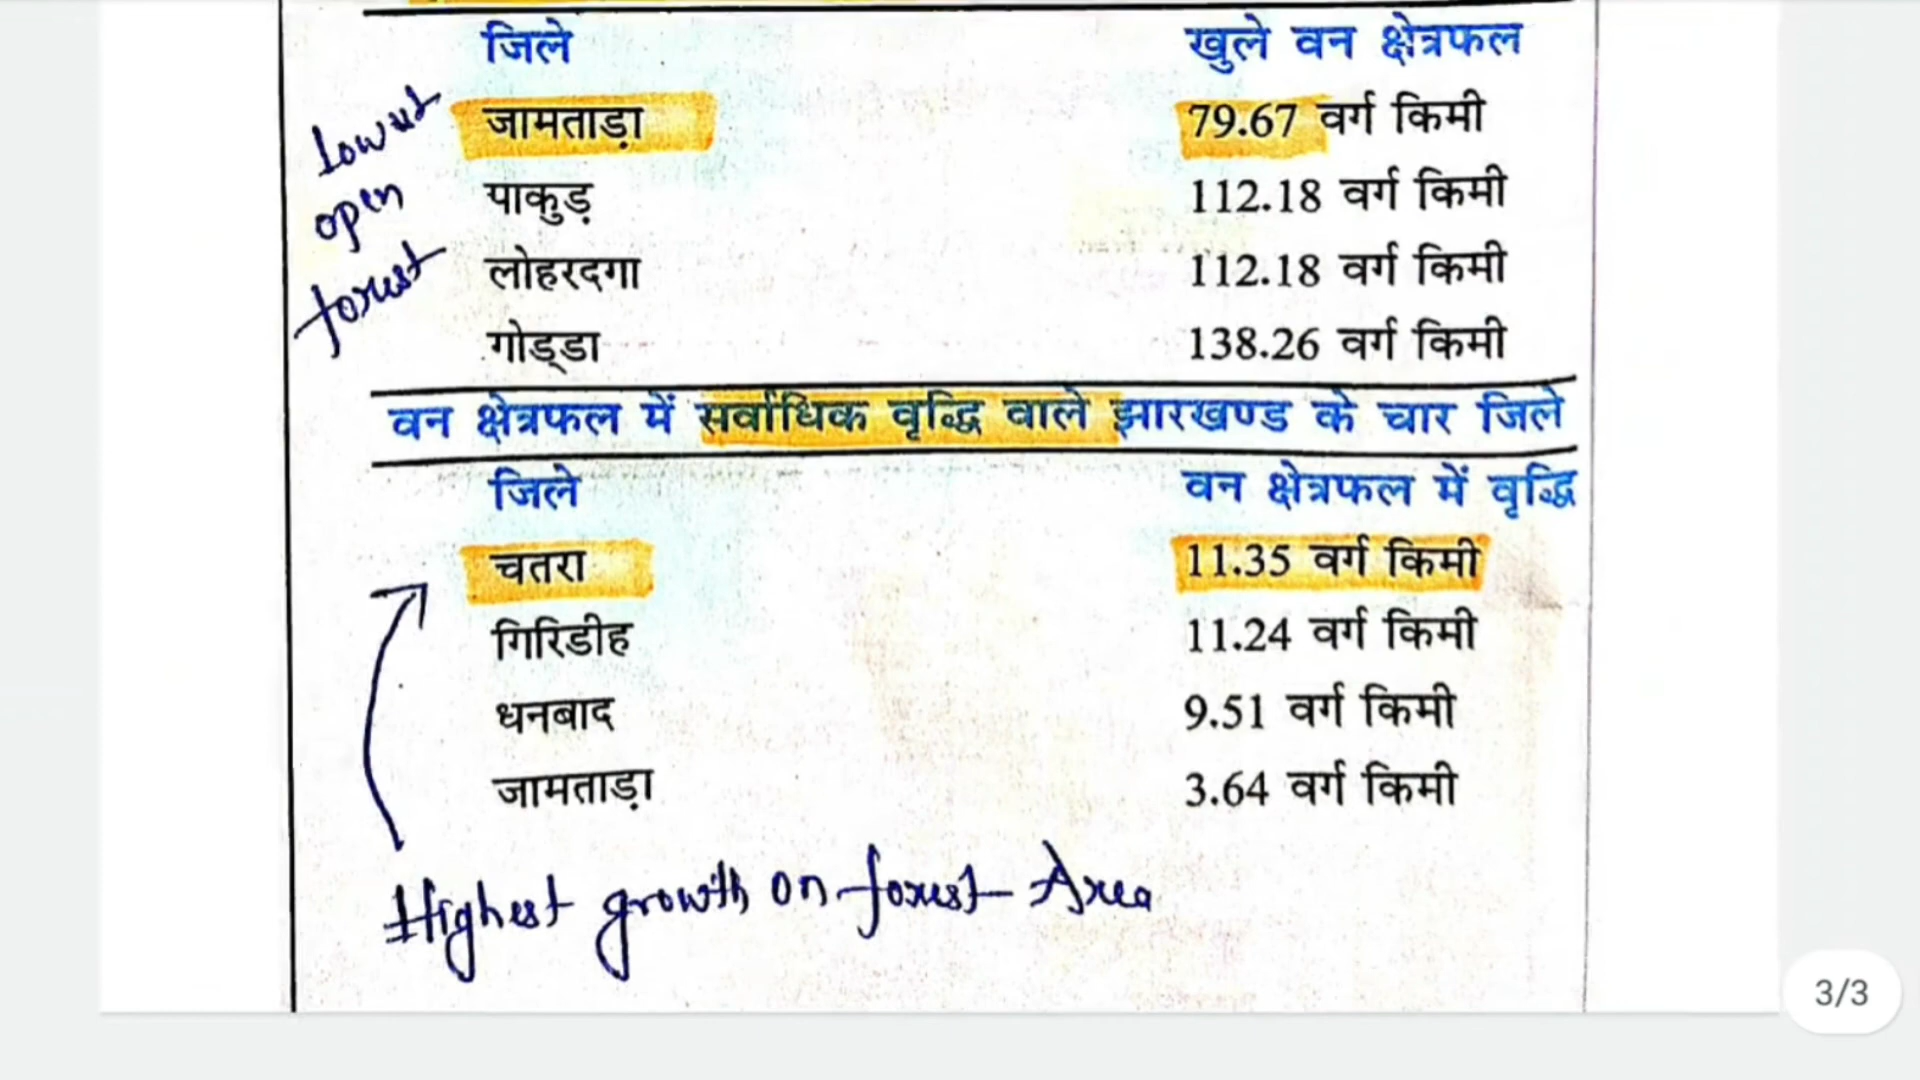 जिले खुले वन क्षेत्रफल
जामताड़ा 79.67 वर्ग किमी
पाकुड़ 112.18 वर्ग किमी
लोहरदगा 112.18 वर्ग किमी
गोड्डा 138.26 वर्ग किमी
Lowest
open
forest
वन क्षेत्रफल में सर्वाधिक वृद्धि वाले झारखण्ड के चार जिले
जिले वन क्षेत्रफल में वृद्धि
चतरा 11.35 वर्ग किमी
गिरिडीह 11.24 वर्ग किमी
धनबाद 9.51 वर्ग किमी
जामताड़ा 3.64 वर्ग किमी
Highest growth on forest Area
3/3